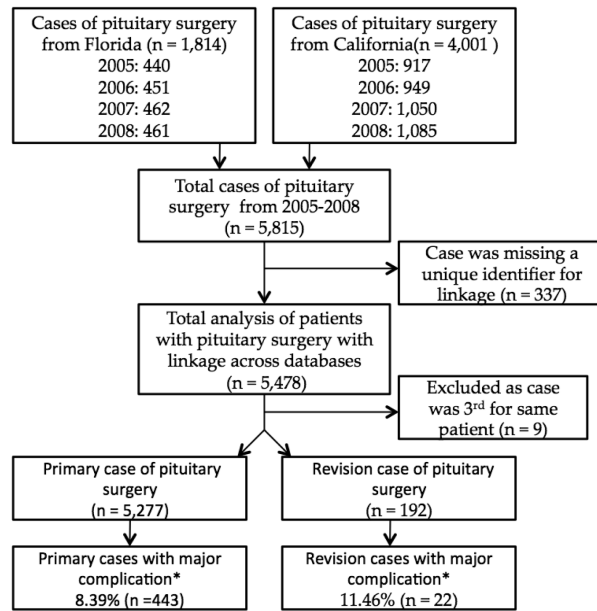 Cases of pituitary surgery
from Florida (n = 1,814)
2005: 440
2006: 451
2007: 462
2008: 461
Cases of pituitary surgery
from California(n = 4,001 )
2005: 917
2006: 949
2007: 1,050
2008: 1,085
Total cases of pituitary
surgery from 2005-2008
(n = 5,815)
Case was missing a
unique identifier for
linkage (n = 337)
Total analysis of patients
with pituitary surgery with
linkage across databases
(n = 5,478)
Excluded as case
was 3rd for same
patient (n = 9)
Primary case of pituitary
surgery
(n = 5,277)
Revision case of pituitary
surgery
(n = 192)
Primary cases with major
complication*
8.39% (n =443)
Revision cases with major
complication*
11.46% (n = 22)